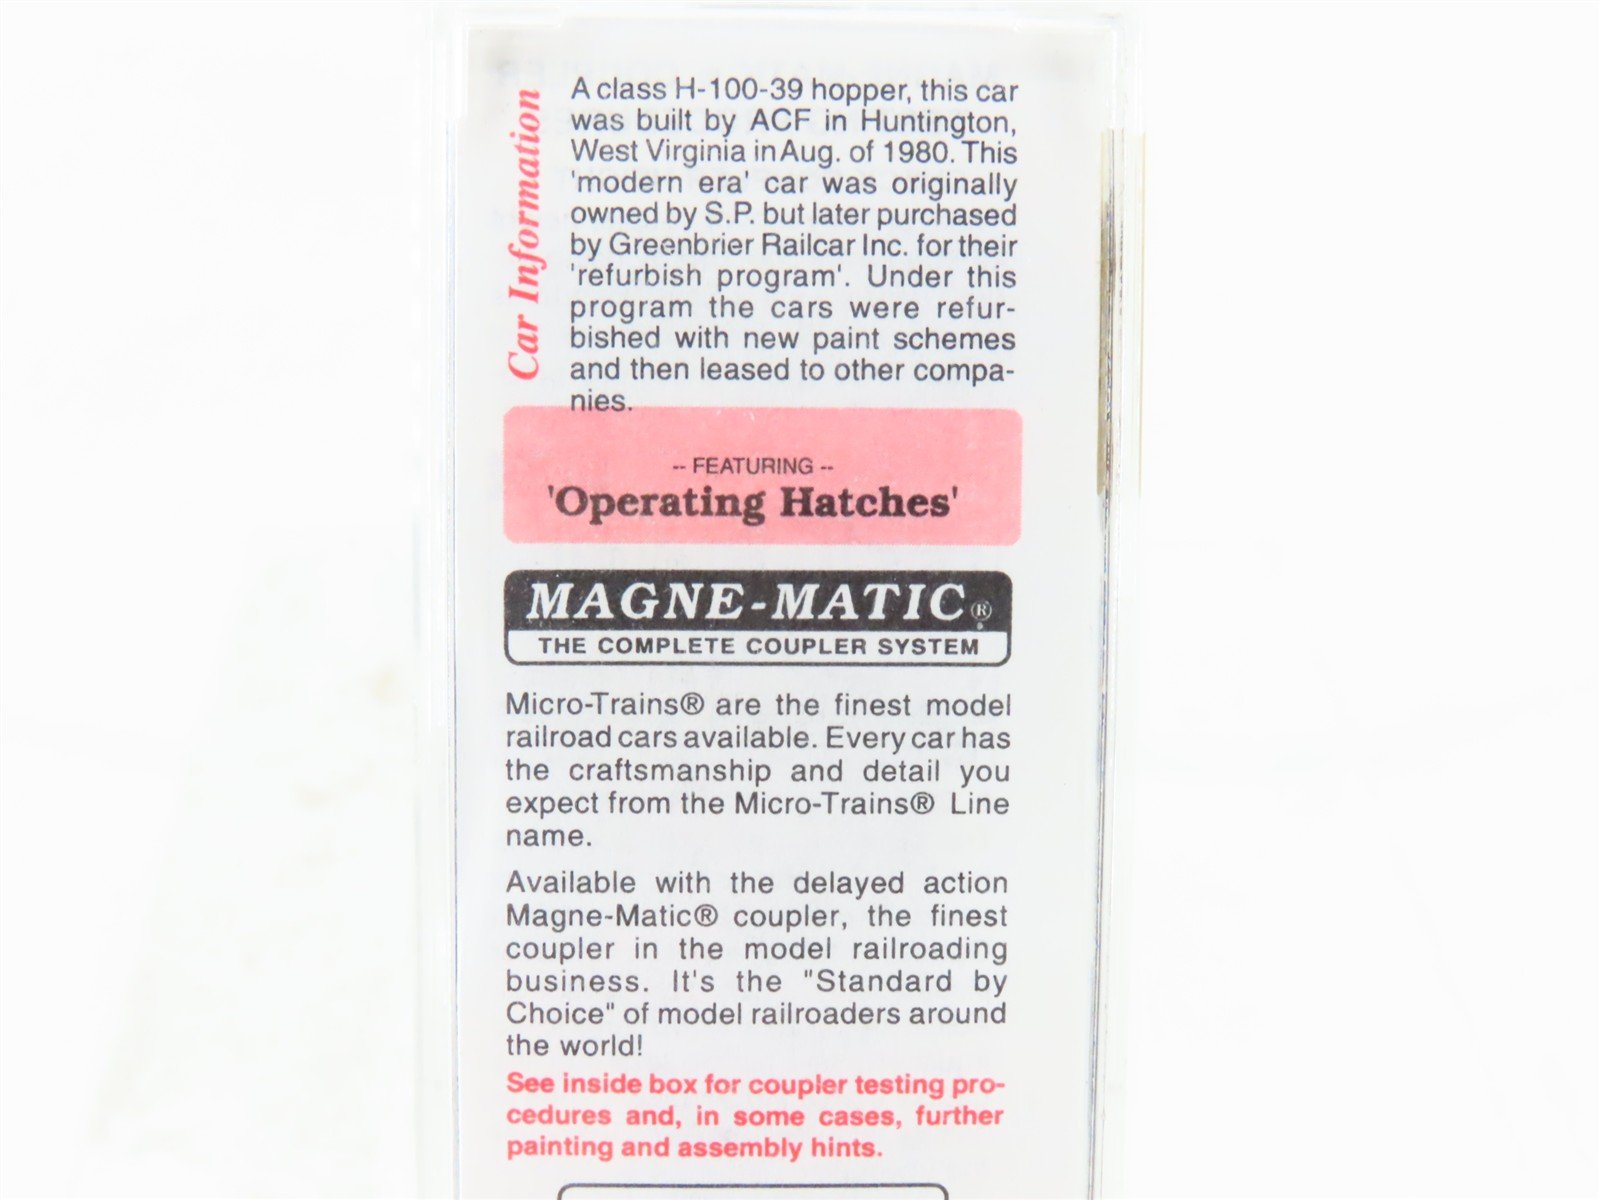 Car Information
A class H-100-39 hopper, this car
was built by ACF in Huntington,
West Virginia in Aug. of 1980. This
'modern era' car was originally
owned by S.P. but later purchased
by Greenbrier Railcar Inc. for their
'refurbish program'. Under this
program the cars were refur-
bished with new paint schemes
and then leased to other compa-
nies.
-- FEATURING --
'Operating Hatches'
MAGNE-MATIC®
THE COMPLETE COUPLER SYSTEM
Micro-Trains® are the finest model
railroad cars available. Every car has
the craftsmanship and detail you
expect from the Micro-Trains® Line
name.
Available with the delayed action
Magne-Matic® coupler, the finest
coupler in the model railroading
business. It's the "Standard by
Choice" of model railroaders around
the world!
See inside box for coupler testing pro-
cedures and, in some cases, further
painting and assembly hints.